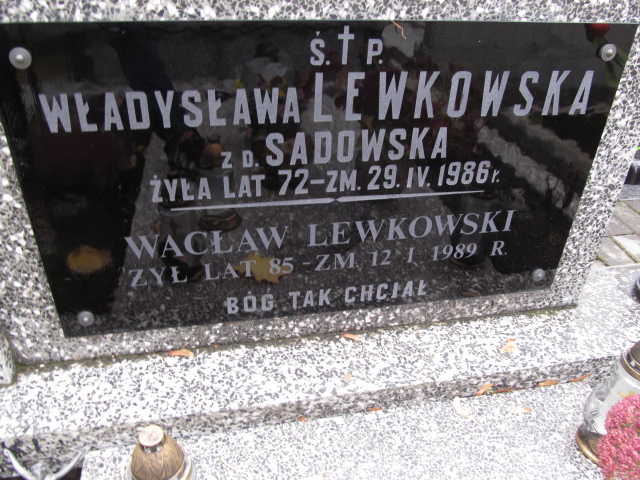 Ś. † P.
WŁADYSŁAWA LEWKOWSKA
Z D. SADOWSKA
ŻYŁA LAT 72-ZM. 29. IV. 1986 r.
WACŁAW LEWKOWSKI
ŻYŁ LAT 85-ZM 12 I 1989 R.
BÓG TAK CHCIAŁ